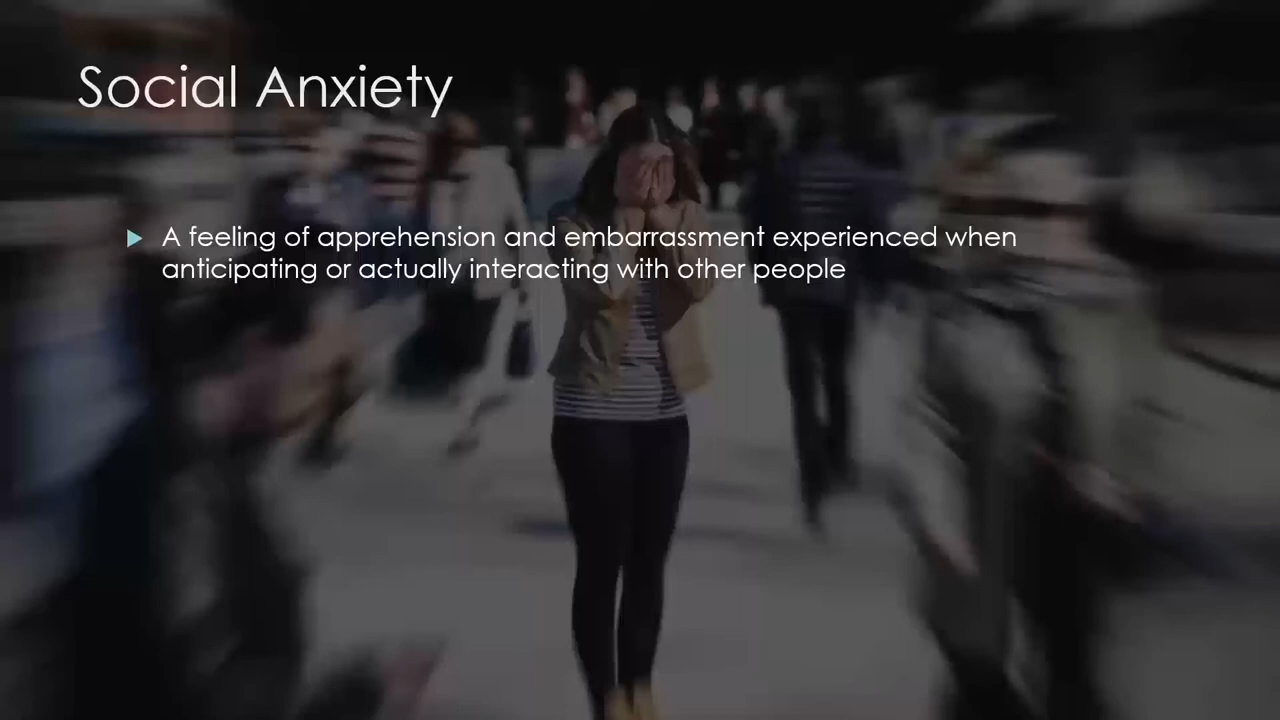 Social Anxiety
A feeling of apprehension and embarrassment experienced when
anticipating or actually interacting with other people